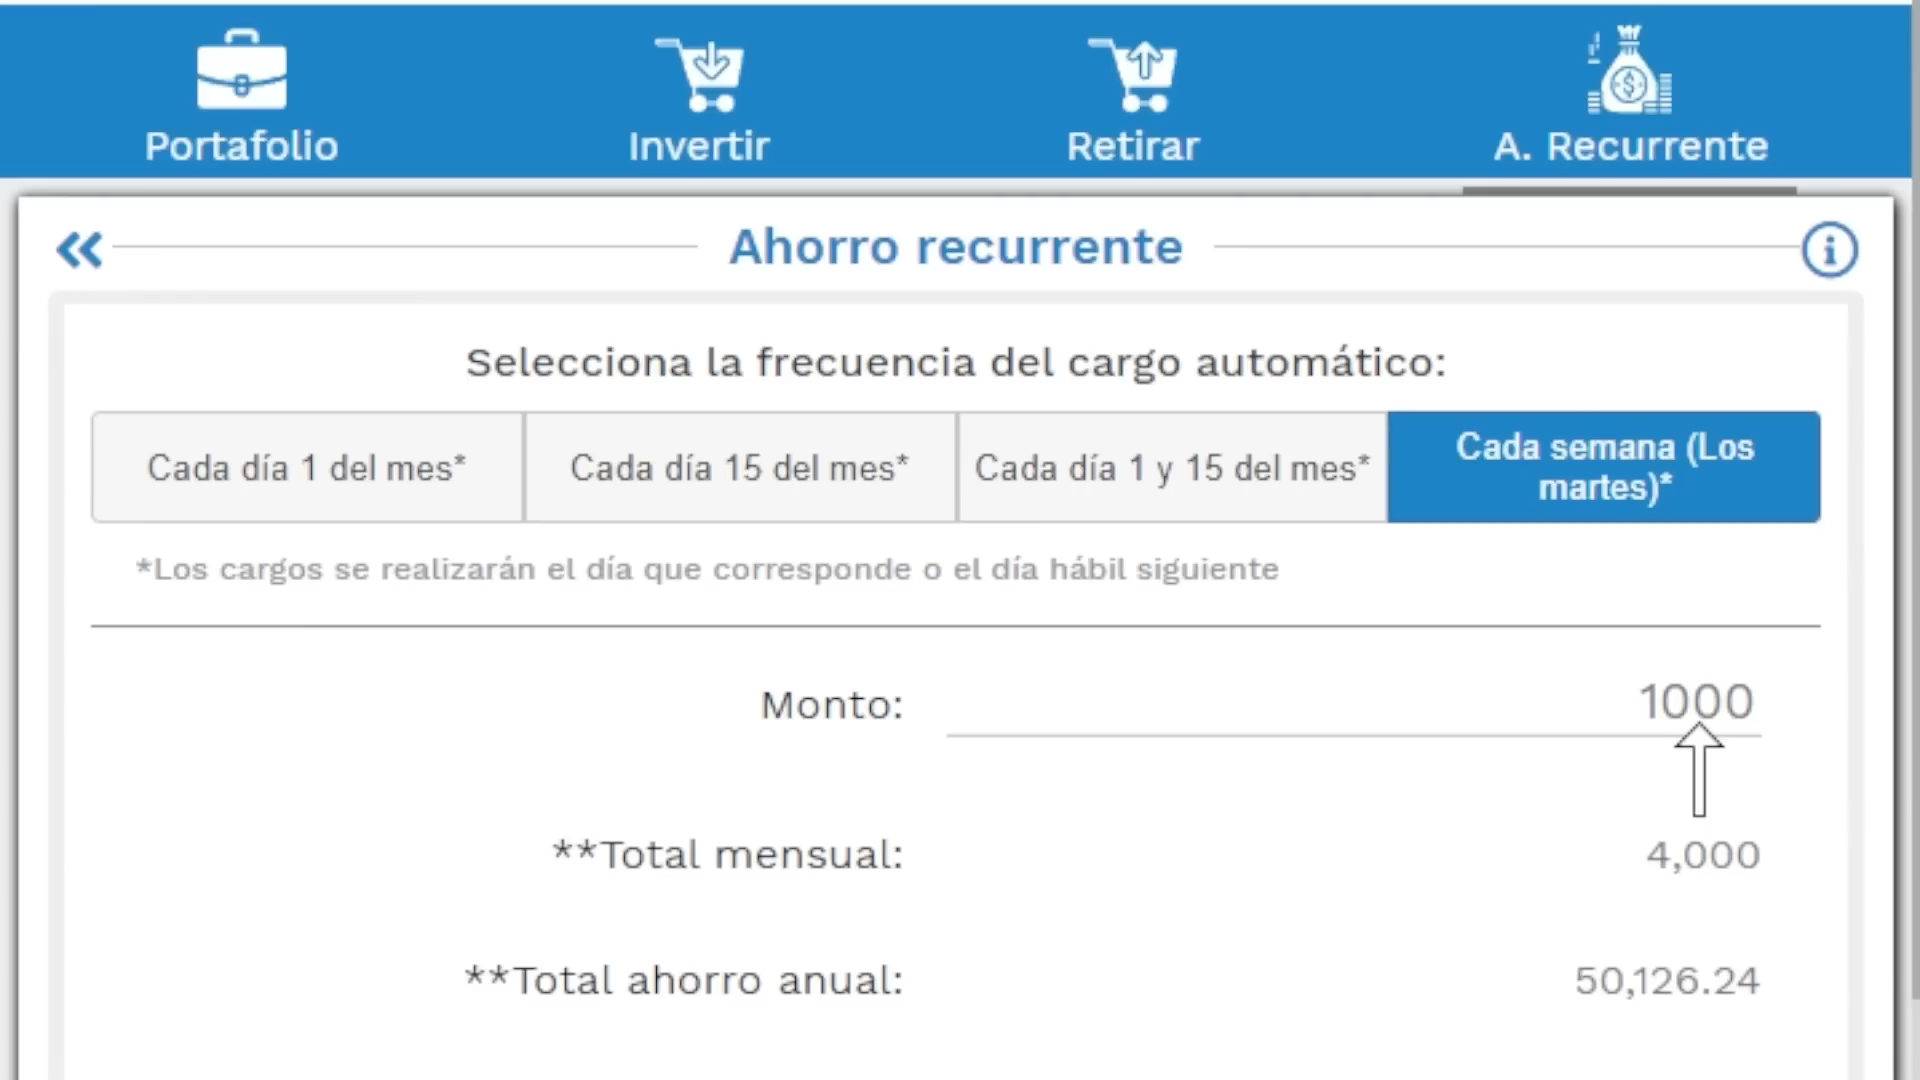 Portafolio
Invertir
Retirar
A. Recurrente
Ahorro recurrente
Selecciona la frecuencia del cargo automático:
Cada día 1 del mes*
Cada día 15 del mes*
Cada día 1 y 15 del mes*
Cada semana (Los
martes)*
*Los cargos se realizarán el día que corresponde o el día hábil siguiente
Monto: 1000
**Total mensual: 4,000
**Total ahorro anual: 50,126.24